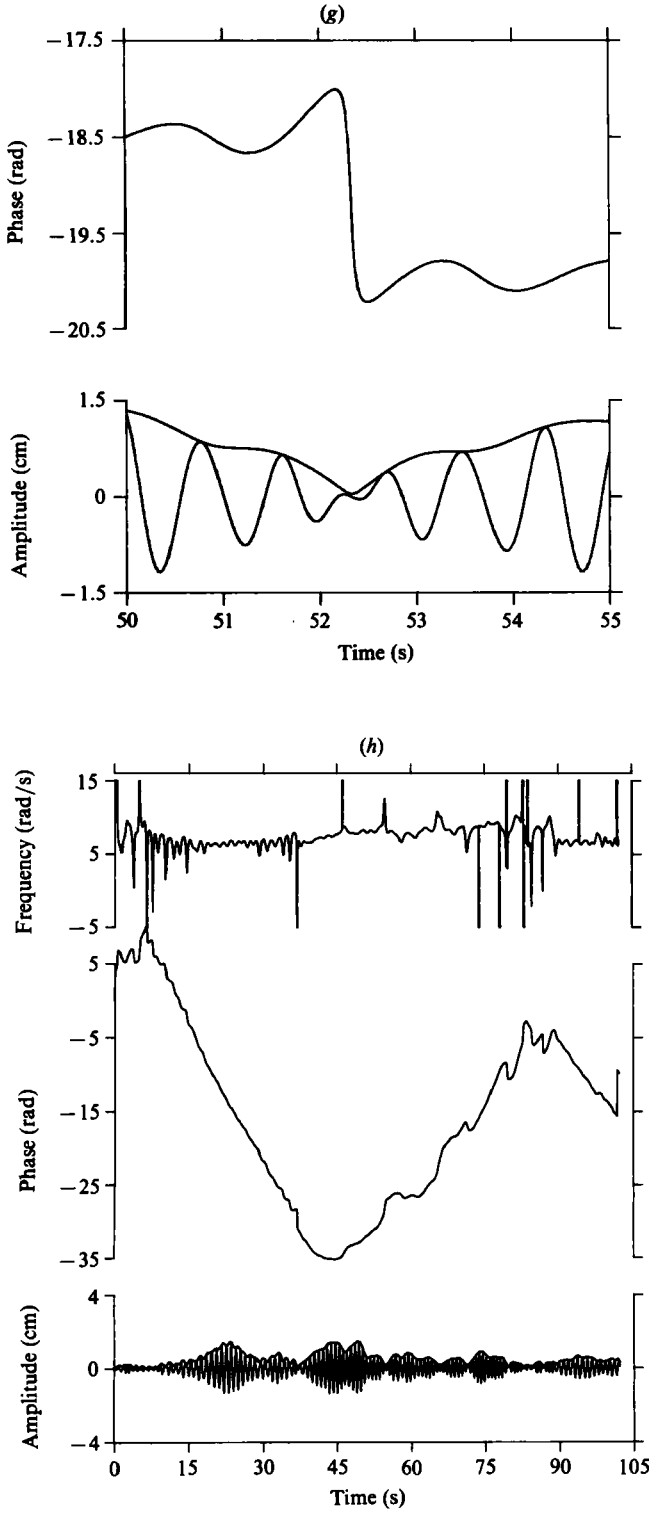 (g)
−17.5
−18.5
−19.5
−20.5
Phase (rad)
1.5
0
−1.5
Amplitude (cm)
50 51 52 53 54 55
Time (s)
(h)
15
5
−5
Frequency (rad/s)
5
−5
−15
−25
−35
Phase (rad)
4
0
−4
Amplitude (cm)
0 15 30 45 60 75 90 105
Time (s)